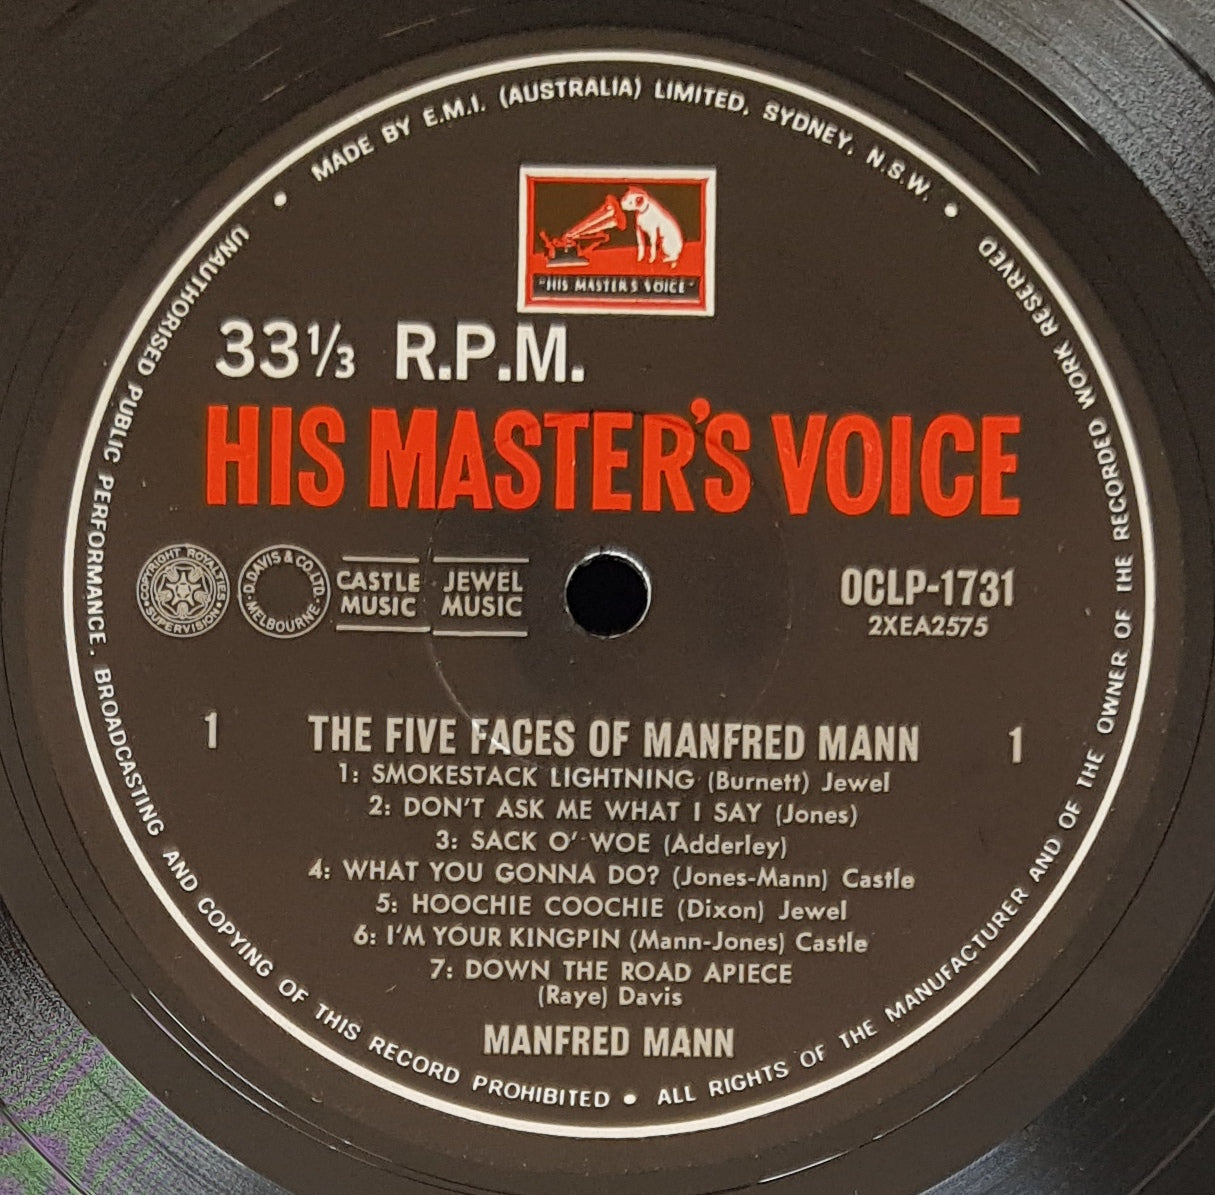 MADE BY E.M.I. (AUSTRALIA) LIMITED, SYDNEY, N.S.W.
"HIS MASTER'S VOICE"
33⅓ R.P.M.
HIS MASTER'S VOICE
COPYRIGHT ROYALTIES SUPERVISION
D. DAVIS & CO. LTD. MELBOURNE
CASTLE MUSIC
JEWEL MUSIC
OCLP-1731
2XEA2575
1 THE FIVE FACES OF MANFRED MANN 1
1: SMOKESTACK LIGHTNING (Burnett) Jewel
2: DON'T ASK ME WHAT I SAY (Jones)
3: SACK O' WOE (Adderley)
4: WHAT YOU GONNA DO? (Jones-Mann) Castle
5: HOOCHIE COOCHIE (Dixon) Jewel
6: I'M YOUR KINGPIN (Mann-Jones) Castle
7: DOWN THE ROAD APIECE
(Raye) Davis
MANFRED MANN
ALL RIGHTS OF THE MANUFACTURER AND OF THE OWNER OF THE RECORDED WORK RESERVED
UNAUTHORISED PUBLIC PERFORMANCE. BROADCASTING AND COPYING OF THIS RECORD PROHIBITED